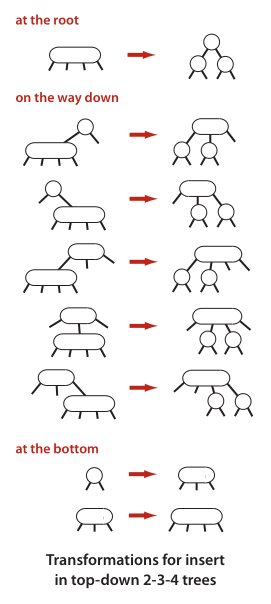 at the root
on the way down
at the bottom
Transformations for insert
in top-down 2-3-4 trees